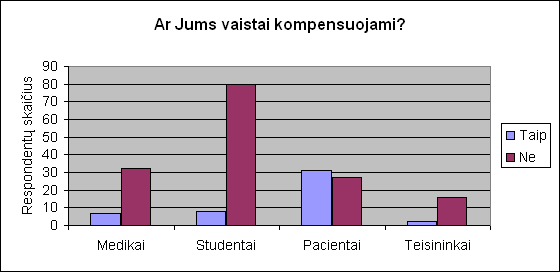 Ar Jums vaistai kompensuojami?
Respondentų skaičius
90
80
70
60
50
40
30
20
10
0
Medikai Studentai Pacientai Teisininkai
Taip
Ne